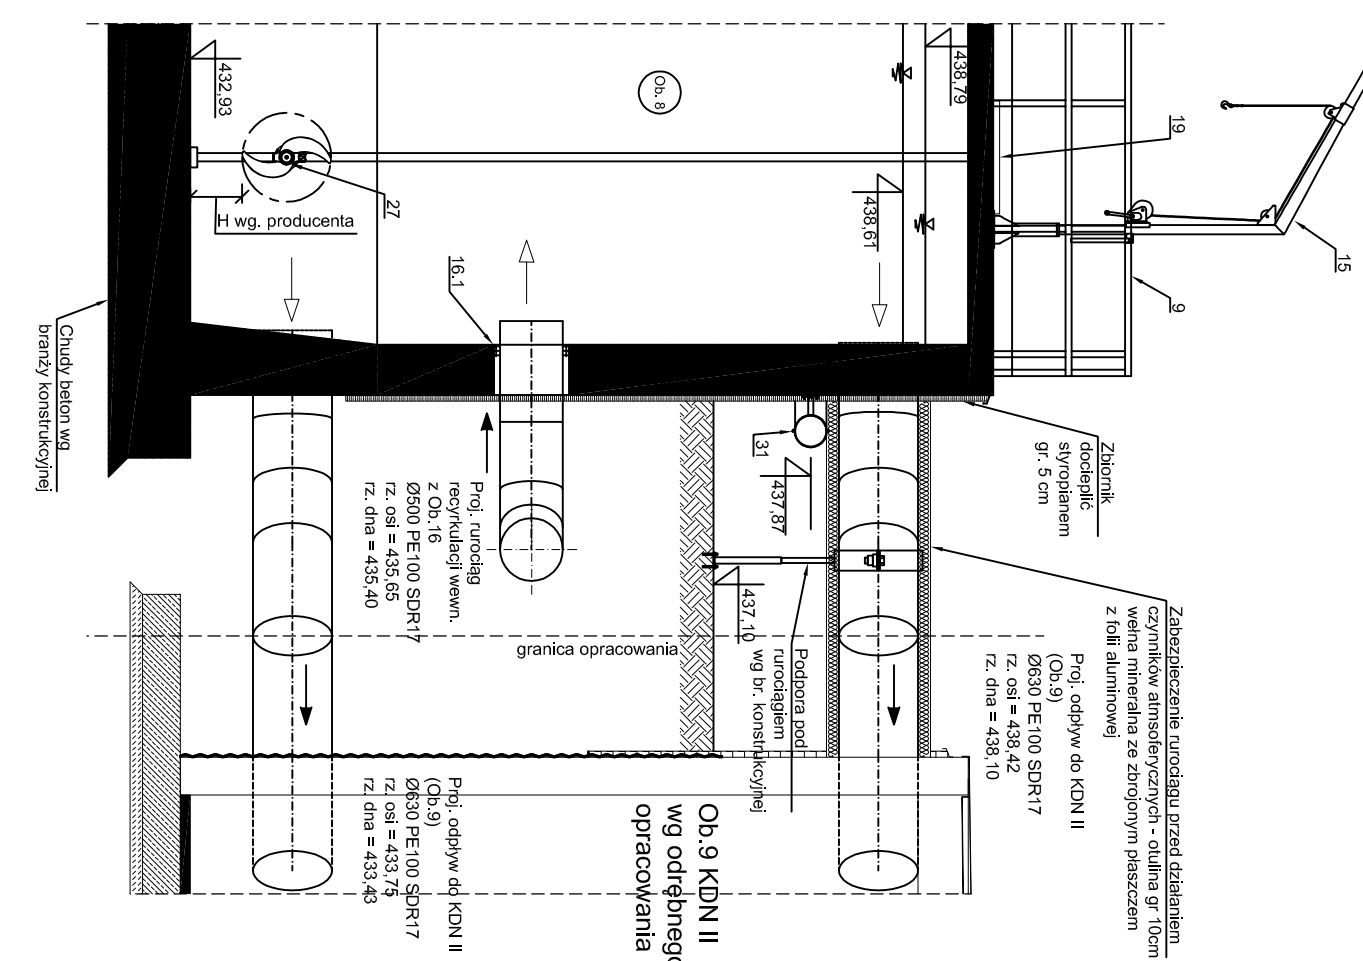 432,93
Ob. 8
438,79
19
15
9
27
H wg. producenta
438,61
16.1
Chudy beton wg
branży konstrukcyjnej
Proj. rurociąg
recyrkulacji wewn.
z Ob.16
Ø500 PE100 SDR17
rz. osi = 435,65
rz. dna = 435,40
31
437,87
Zbiornik
docieplić
styropianem
gr. 5 cm
437,10
granica opracowania
Podpora pod
rurociągiem
wg br. konstrukcyjnej
Zabezpieczenie rurociągu przed działaniem
czynników atmsoferycznych - otulina gr 10cm
wełna mineralna ze zbrojonym płaszczem
z folii aluminowej
Proj. odpływ do KDN II
(Ob.9)
Ø630 PE100 SDR17
rz. osi = 438,42
rz. dna = 438,10
Proj. odpływ do KDN II
(Ob.9)
Ø630 PE100 SDR17
rz. osi = 433,75
rz. dna = 433,43
Ob.9 KDN II
wg odrębnego
opracowania